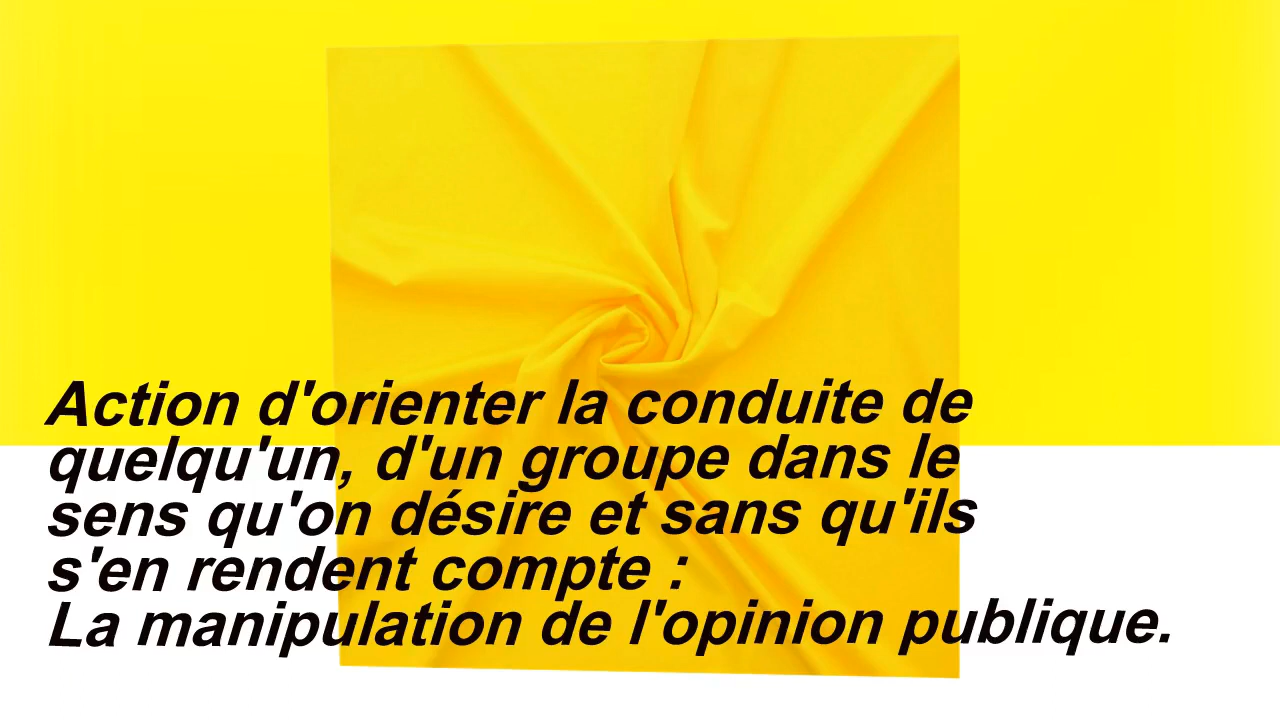 Action d'orienter la conduite de
quelqu'un, d'un groupe dans le
sens qu'on désire et sans qu'ils
s'en rendent compte :
La manipulation de l'opinion publique.